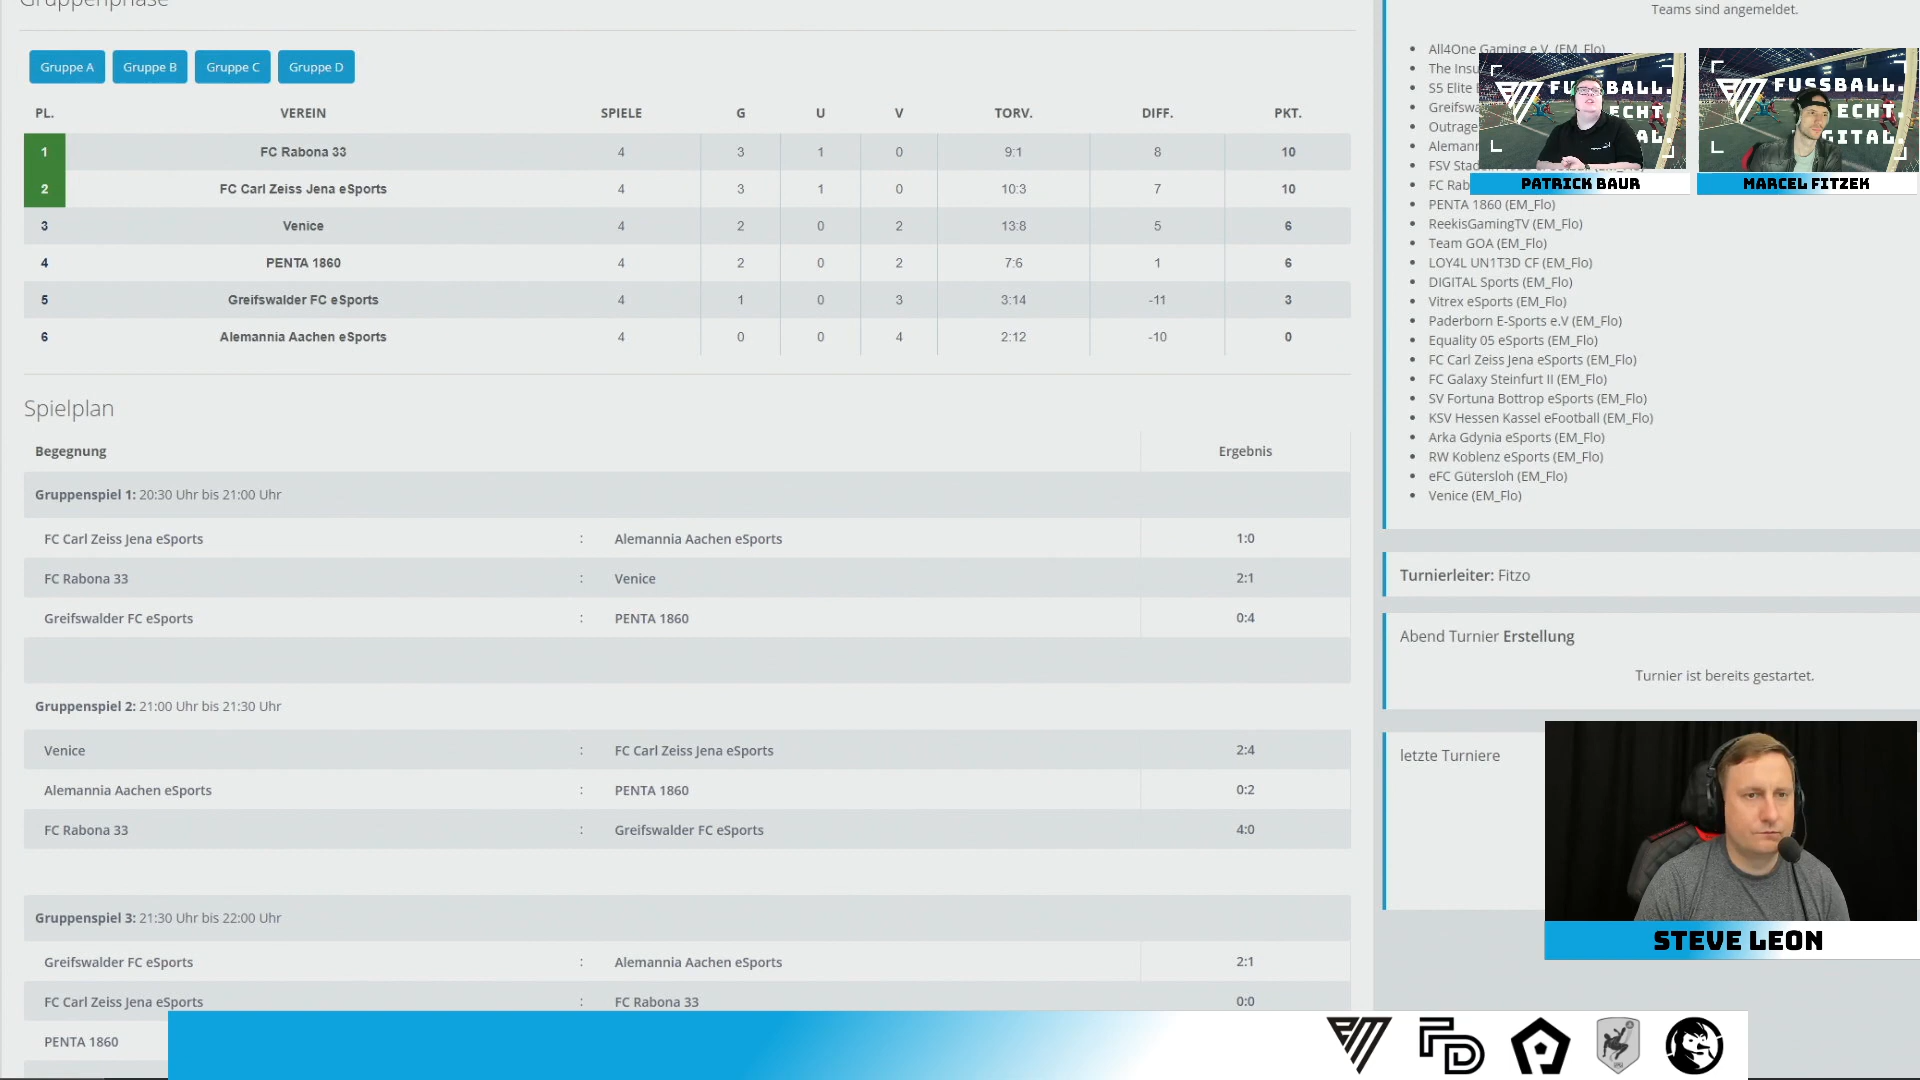 Gruppenphase
Gruppe A Gruppe B Gruppe C Gruppe D
PL. VEREIN SPIELE G U V TORV. DIFF. PKT.
1 FC Rabona 33 4 3 1 0 9:1 8 10
2 FC Carl Zeiss Jena eSports 4 3 1 0 10:3 7 10
3 Venice 4 2 0 2 13:8 5 6
4 PENTA 1860 4 2 0 2 7:6 1 6
5 Greifswalder FC eSports 4 1 0 3 3:14 -11 3
6 Alemannia Aachen eSports 4 0 0 4 2:12 -10 0
Spielplan
Begegnung Ergebnis
Gruppenspiel 1: 20:30 Uhr bis 21:00 Uhr
FC Carl Zeiss Jena eSports : Alemannia Aachen eSports 1:0
FC Rabona 33 : Venice 2:1
Greifswalder FC eSports : PENTA 1860 0:4
Gruppenspiel 2: 21:00 Uhr bis 21:30 Uhr
Venice : FC Carl Zeiss Jena eSports 2:4
Alemannia Aachen eSports : PENTA 1860 0:2
FC Rabona 33 : Greifswalder FC eSports 4:0
Gruppenspiel 3: 21:30 Uhr bis 22:00 Uhr
Greifswalder FC eSports : Alemannia Aachen eSports 2:1
FC Carl Zeiss Jena eSports : FC Rabona 33 0:0
PENTA 1860
Teams sind angemeldet.
All4One Gaming e.V. (EM_Flo)
The Insu
S5 Elite
Greifswa
Outrage
Alemann
FC Rab
PENTA 1860 (EM_Flo)
ReekisGamingTV (EM_Flo)
Team GOA (EM_Flo)
LOY4L UN1T3D CF (EM_Flo)
DIGITAL Sports (EM_Flo)
Vitrex eSports (EM_Flo)
Paderborn E-Sports e.V (EM_Flo)
Equality 05 eSports (EM_Flo)
FC Carl Zeiss Jena eSports (EM_Flo)
FC Galaxy Steinfurt II (EM_Flo)
SV Fortuna Bottrop eSports (EM_Flo)
KSV Hessen Kassel eFootball (EM_Flo)
Arka Gdynia eSports (EM_Flo)
RW Koblenz eSports (EM_Flo)
eFC Gütersloh (EM_Flo)
Venice (EM_Flo)
FU BALL.
ECHT.
AL.
PATRICK BAUR
FUSSBALL.
ECHT.
GITAL.
MARCEL FITZEK
Turnierleiter: Fitzo
Abend Turnier Erstellung
Turnier ist bereits gestartet.
letzte Turniere
STEVE LEON